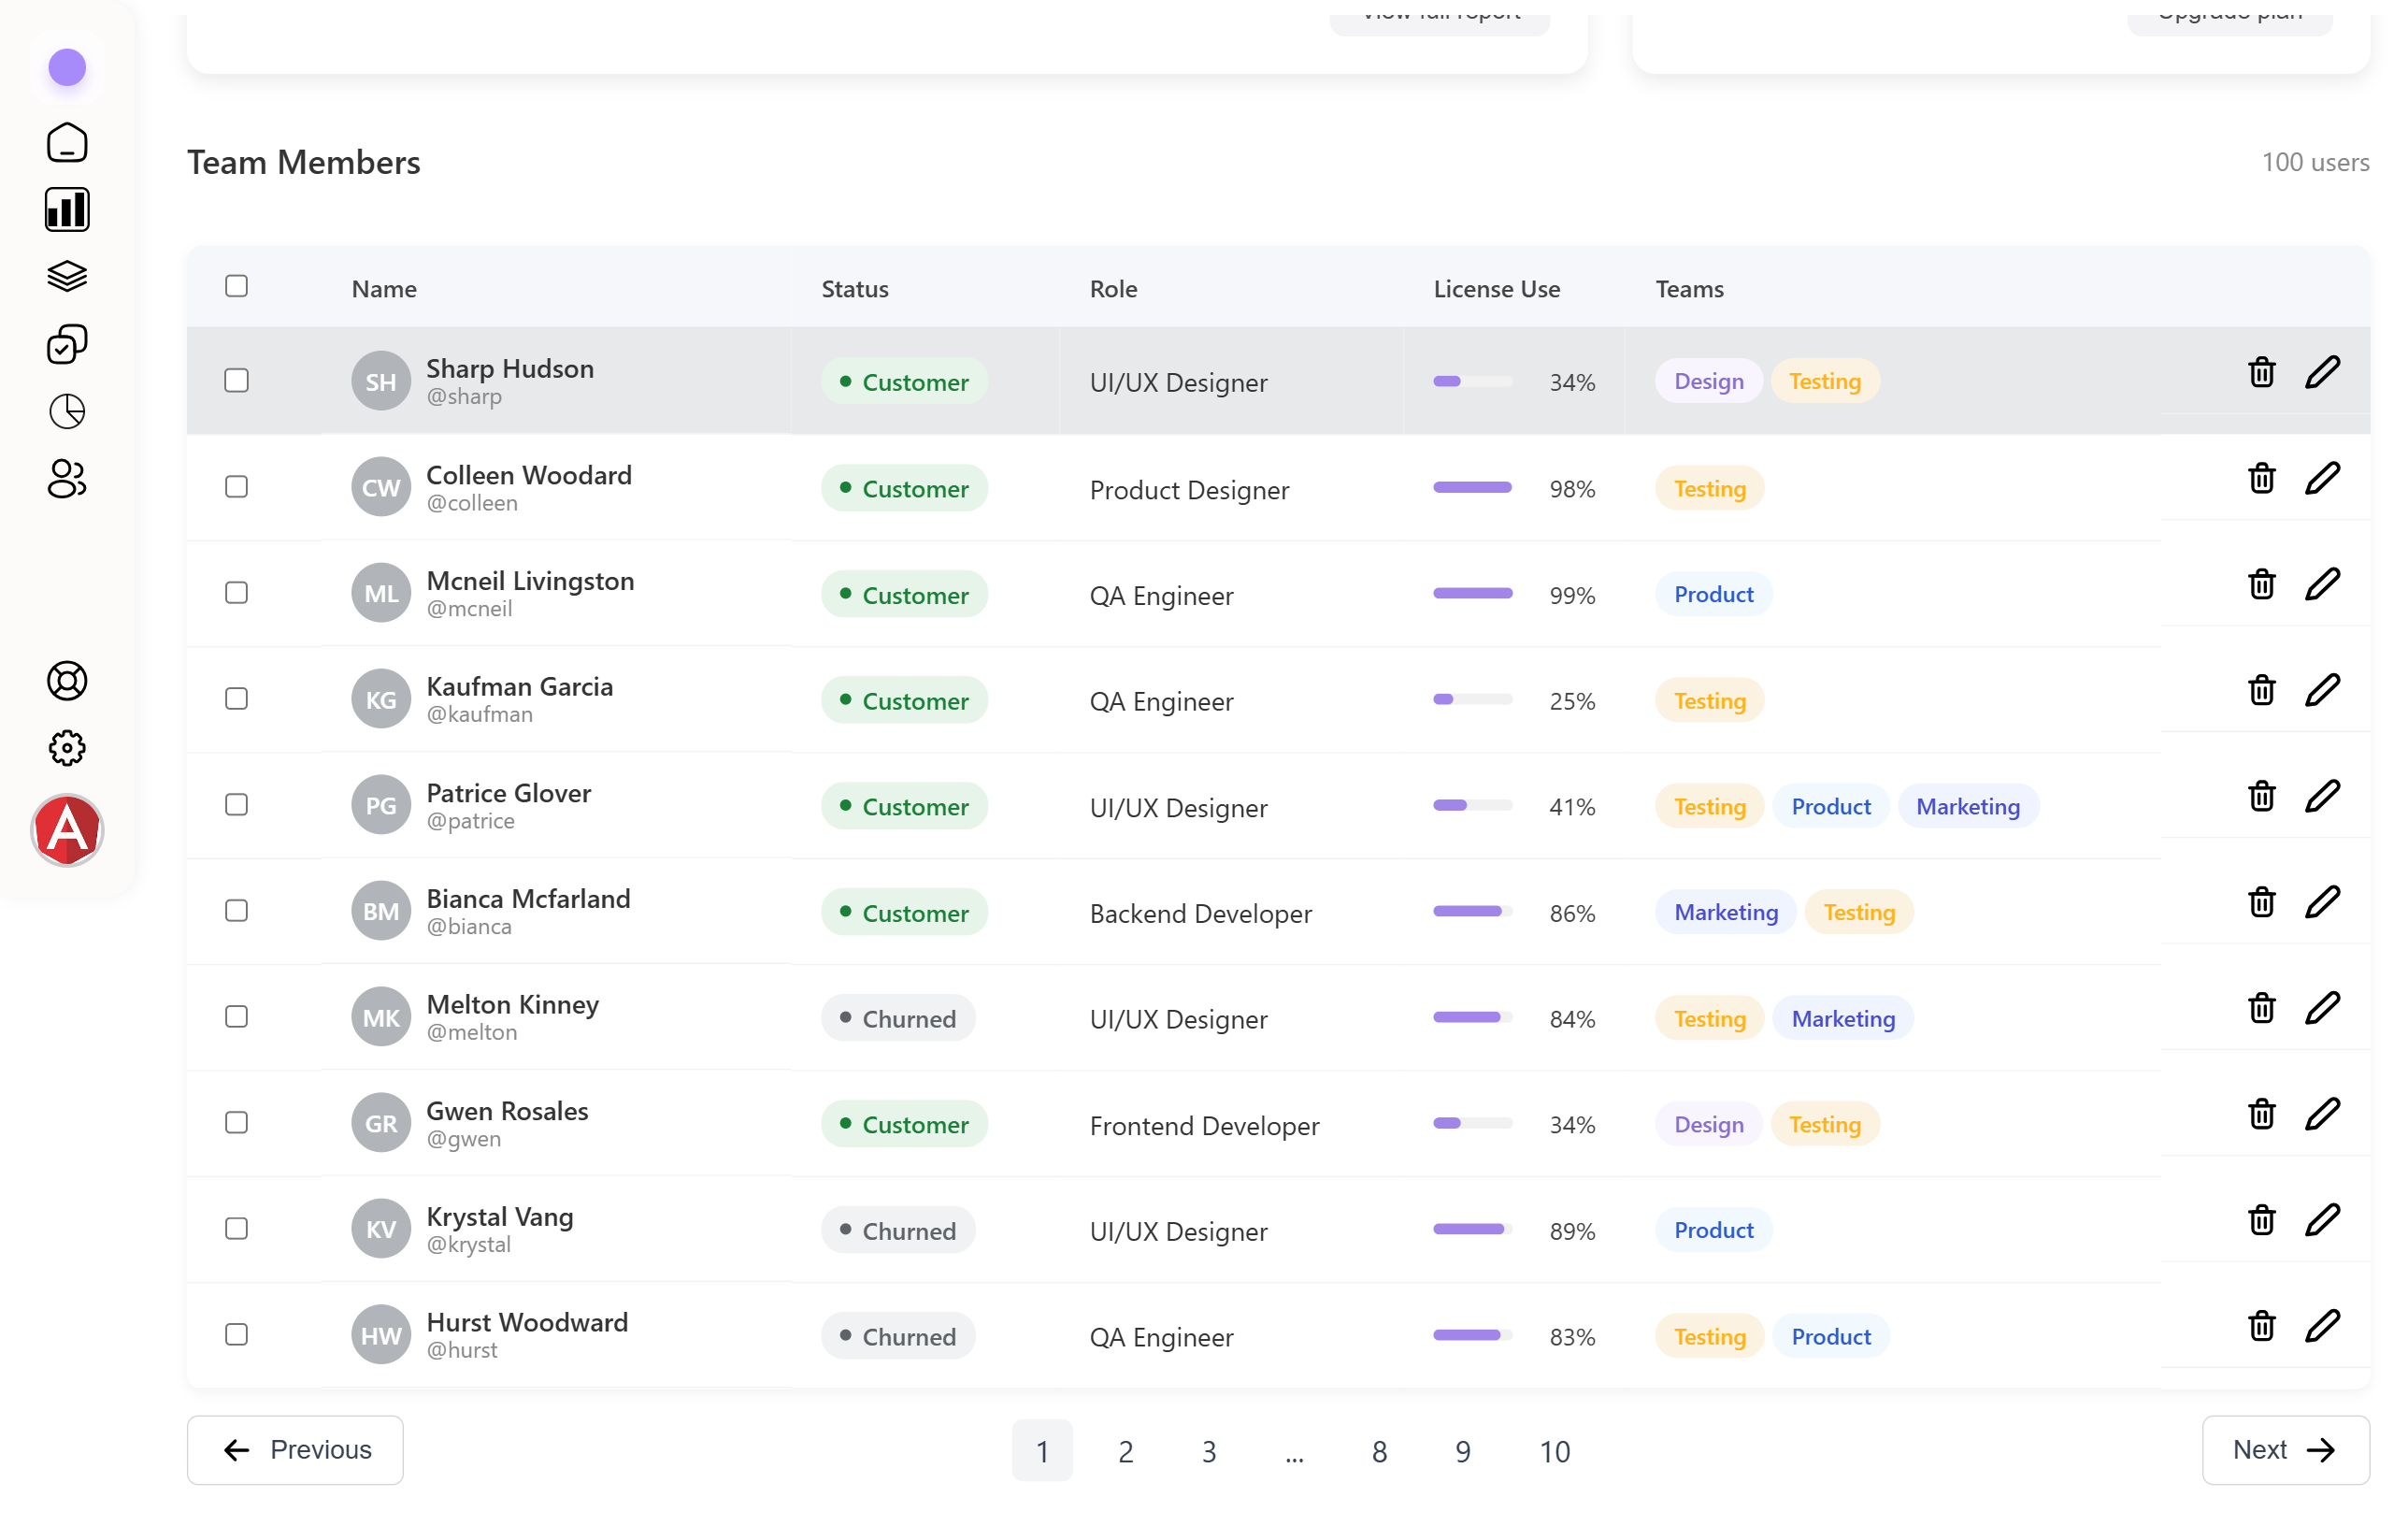 View full report
Upgrade plan
Team Members
100 users
Name Status Role License Use Teams
SH Sharp Hudson
@sharp
Customer UI/UX Designer 34% Design Testing
CW Colleen Woodard
@colleen
Customer Product Designer 98% Testing
ML Mcneil Livingston
@mcneil
Customer QA Engineer 99% Product
KG Kaufman Garcia
@kaufman
Customer QA Engineer 25% Testing
PG Patrice Glover
@patrice
Customer UI/UX Designer 41% Testing Product Marketing
BM Bianca Mcfarland
@bianca
Customer Backend Developer 86% Marketing Testing
MK Melton Kinney
@melton
Churned UI/UX Designer 84% Testing Marketing
GR Gwen Rosales
@gwen
Customer Frontend Developer 34% Design Testing
KV Krystal Vang
@krystal
Churned UI/UX Designer 89% Product
HW Hurst Woodward
@hurst
Churned QA Engineer 83% Testing Product
Previous 1 2 3 ... 8 9 10 Next